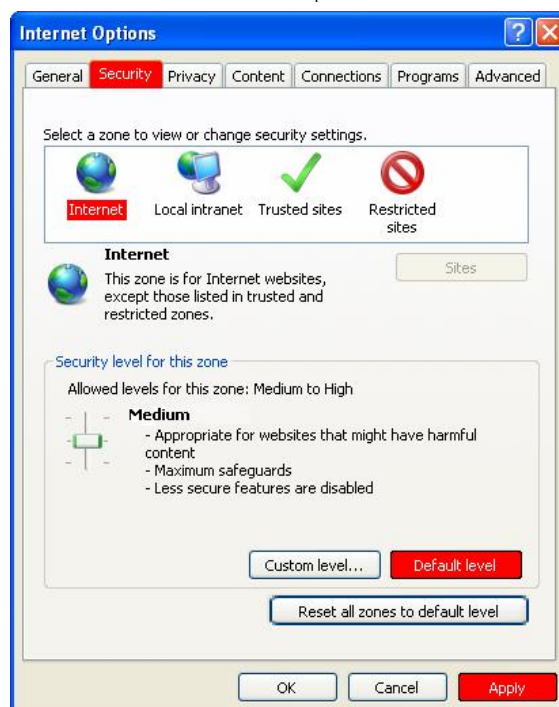 Internet Options
General Security Privacy Content Connections Programs Advanced
Select a zone to view or change security settings.
Internet Local intranet Trusted sites Restricted
sites
Internet
This zone is for Internet websites,
except those listed in trusted and
restricted zones.
Sites
Security level for this zone
Allowed levels for this zone: Medium to High
Medium
- Appropriate for websites that might have harmful
content
- Maximum safeguards
- Less secure features are disabled
Custom level... Default level
Reset all zones to default level
OK Cancel Apply